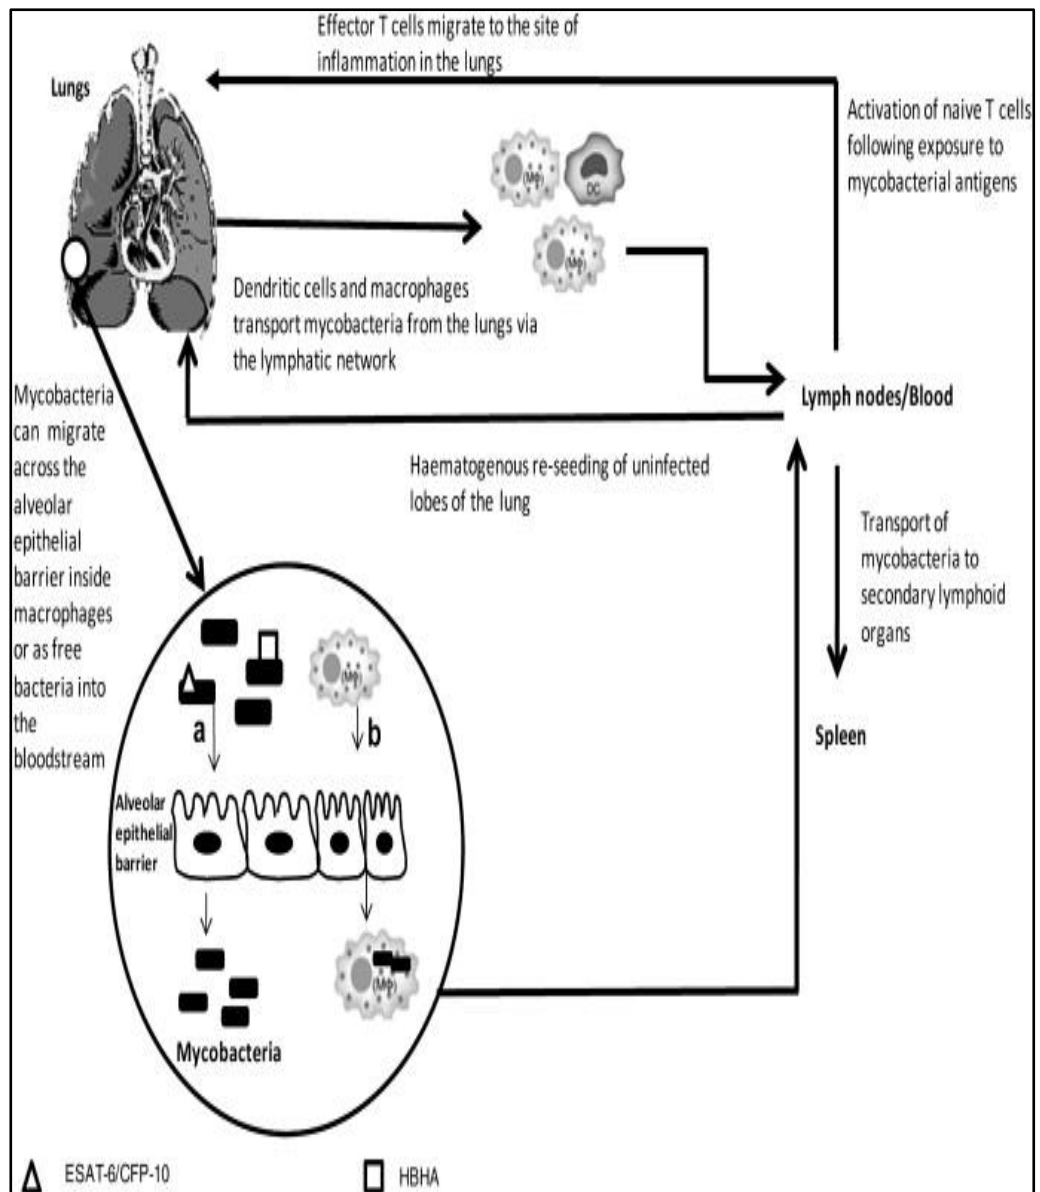 Effector T cells migrate to the site of
inflammation in the lungs
Lungs
Activation of naive T cells
following exposure to
mycobacterial antigens
(MΦ)
DC
(MΦ)
Dendritic cells and macrophages
transport mycobacteria from the lungs via
the lymphatic network
Lymph nodes/Blood
Mycobacteria
can migrate
across the
alveolar
epithelial
barrier inside
macrophages
or as free
bacteria into
the
bloodstream
Haematogenous re-seeding of uninfected
lobes of the lung
Transport of
mycobacteria to
secondary lymphoid
organs
Spleen
(MΦ)
a
b
Alveolar
epithelial
barrier
(MΦ)
Mycobacteria
ESAT-6/CFP-10
HBHA